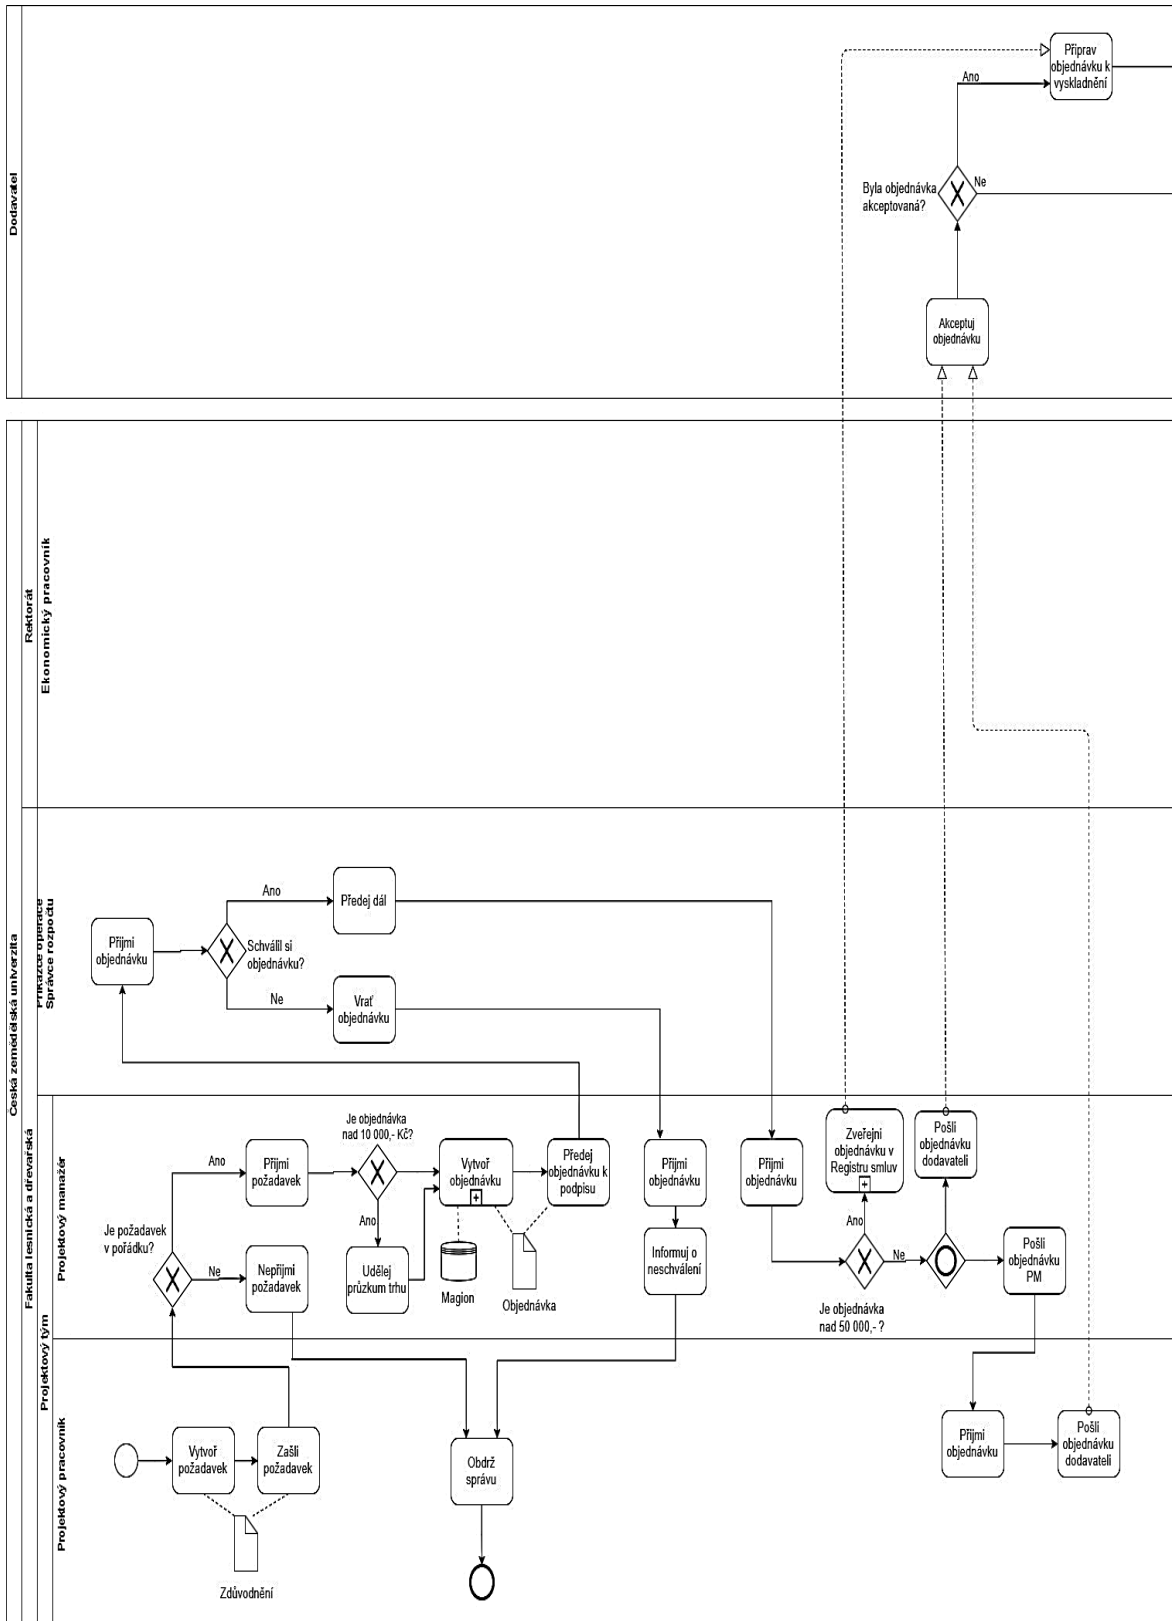 Dodavatel
Připrav
objednávku k
vyskladnění
Ano
Byla objednávka
akceptovaná?
Ne
Akceptuj
objednávku
Česká zemědělská univerzita
Rektorát
Ekonomický pracovník
Fakulta lesnická a dřevařská
Příkazce operace
Správce rozpočtu
Přijmi
objednávku
Schválil si
objednávku?
Ano
Předej dál
Ne
Vrať
objednávku
Projektový tým
Projektový manažér
Je požadavek
v pořádku?
Ano
Přijmi
požadavek
Ne
Nepřijmi
požadavek
Je objednávka
nad 10 000,- Kč?
Ano
Udělej
průzkum trhu
Vytvoř
objednávku
Magion
Objednávka
Předej
objednávku k
podpisu
Přijmi
objednávku
Informuj o
neschválení
Přijmi
objednávku
Zveřejni
objednávku v
Registru smluv
Ano
Ne
Je objednávka
nad 50 000,- ?
Pošli
objednávku
dodavateli
Pošli
objednávku
PM
Projektový pracovník
Vytvoř
požadavek
Zašli
požadavek
Zdůvodnění
Obdrž
správu
Přijmi
objednávku
Pošli
objednávku
dodavateli